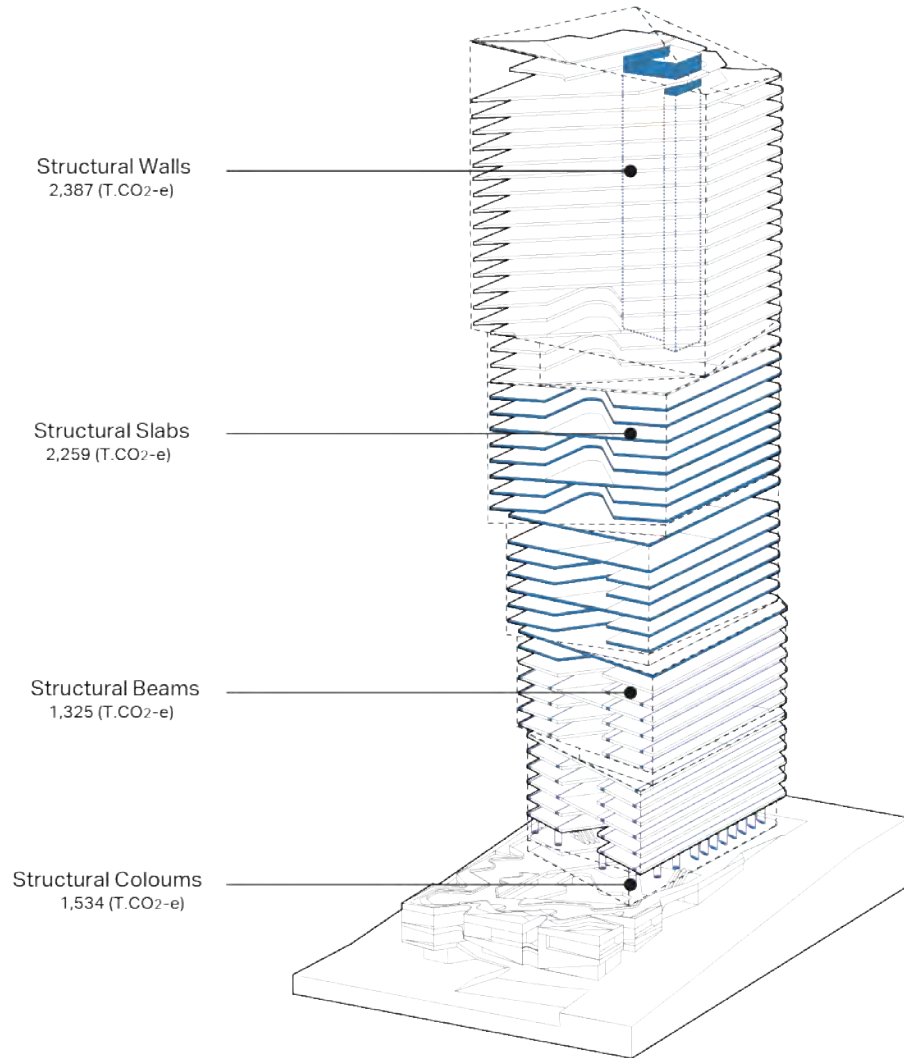 Structural Walls
2,387 (T.CO2-e)
Structural Slabs
2,259 (T.CO2-e)
Structural Beams
1,325 (T.CO2-e)
Structural Coloums
1,534 (T.CO2-e)